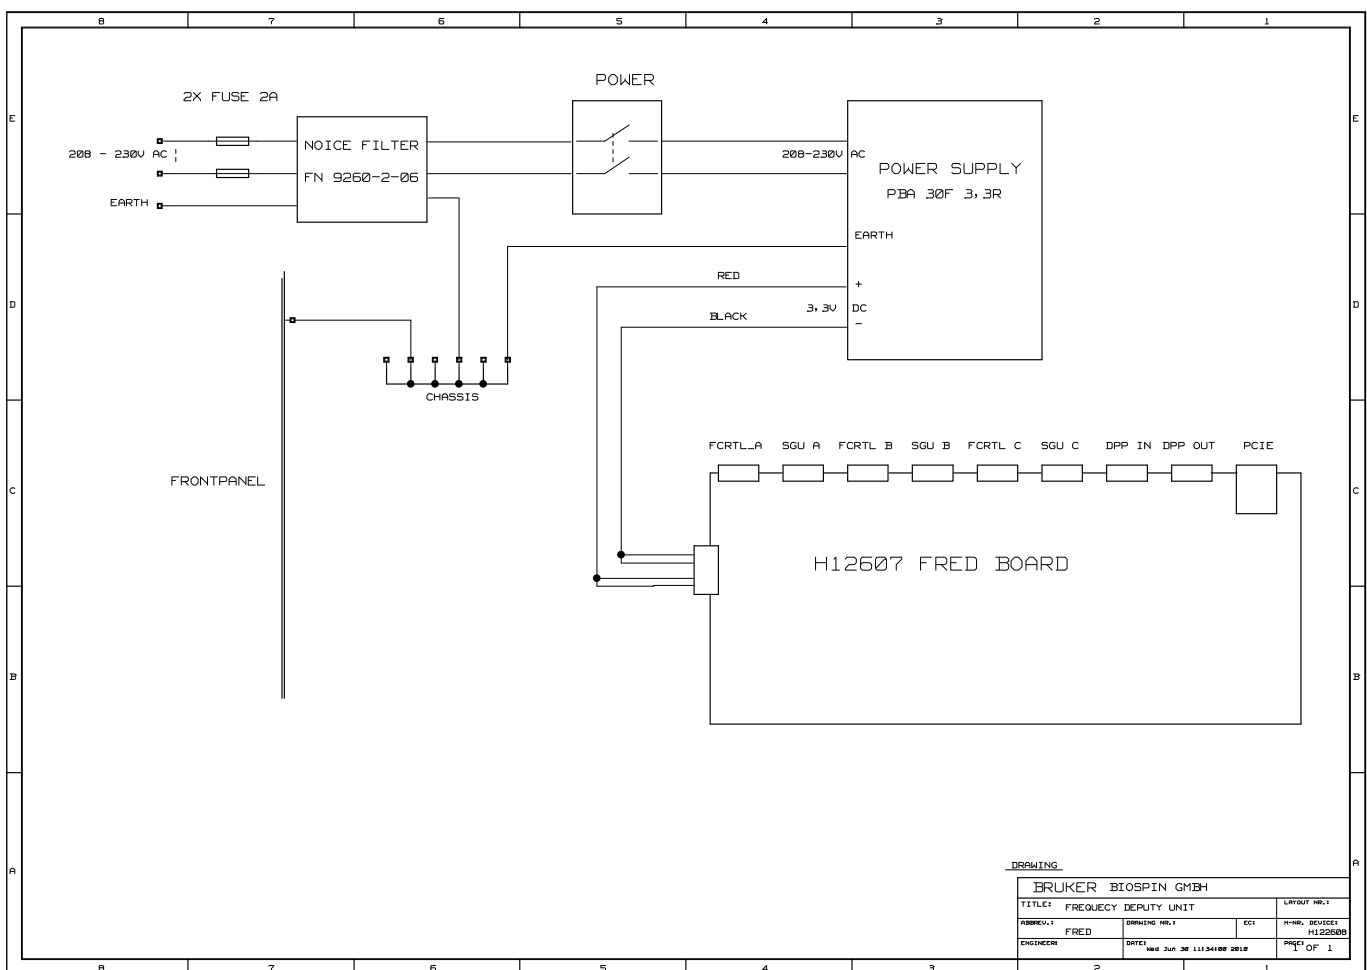 8 7 6 5 4 3 2 1
POWER
2X FUSE 2A
E E
NOICE FILTER
208 - 230V AC
208-230V AC
POWER SUPPLY
FN 9260-2-06
PBA 30F 3,3R
EARTH
EARTH
RED
+
D D
3,3V DC
BLACK
-
CHASSIS
FCRTL_A SGU A FCRTL B SGU B FCRTL C SGU C DPP IN DPP OUT PCIE
FRONTPANEL
C C
H12607 FRED BOARD
B B
A A
DRAWING
BRUKER BIOSPIN GMBH
TITLE: FREQUECY DEPUTY UNIT
LAYOUT NR.:
ABBREV.: FRED
DRAWING NR.:
EC:
H-NR. DEVICE:
H122608
ENGINEER:
DATE: Wed Jun 30 11:34:00 2010
PAGE: 1 OF 1
8 7 6 5 4 3 2 1